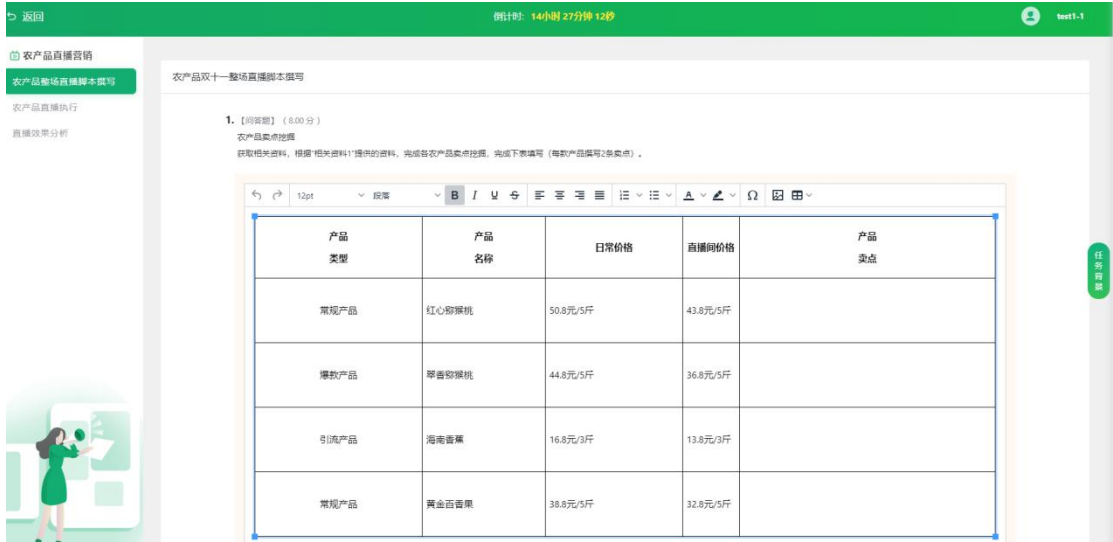 返回
倒计时: 14小时 27分钟 12秒
test1-1
农产品直播营销
农产品整场直播脚本撰写
农产品直播执行
直播效果分析
农产品双十一整场直播脚本撰写
1. 【问答题】（8.00 分）
农产品卖点挖掘
获取相关资料，根据“相关资料1”提供的资料，完成各农产品卖点挖掘，完成下表填写（每款产品撰写2条卖点）。
12pt 段落 B I U S A Ω
产品类型 产品名称 日常价格 直播间价格 产品卖点
常规产品 红心猕猴桃 50.8元/5斤 43.8元/5斤
爆款产品 翠香猕猴桃 44.8元/5斤 36.8元/5斤
引流产品 海南香蕉 16.8元/3斤 13.8元/3斤
常规产品 黄金百香果 38.8元/5斤 32.8元/5斤
任务背景